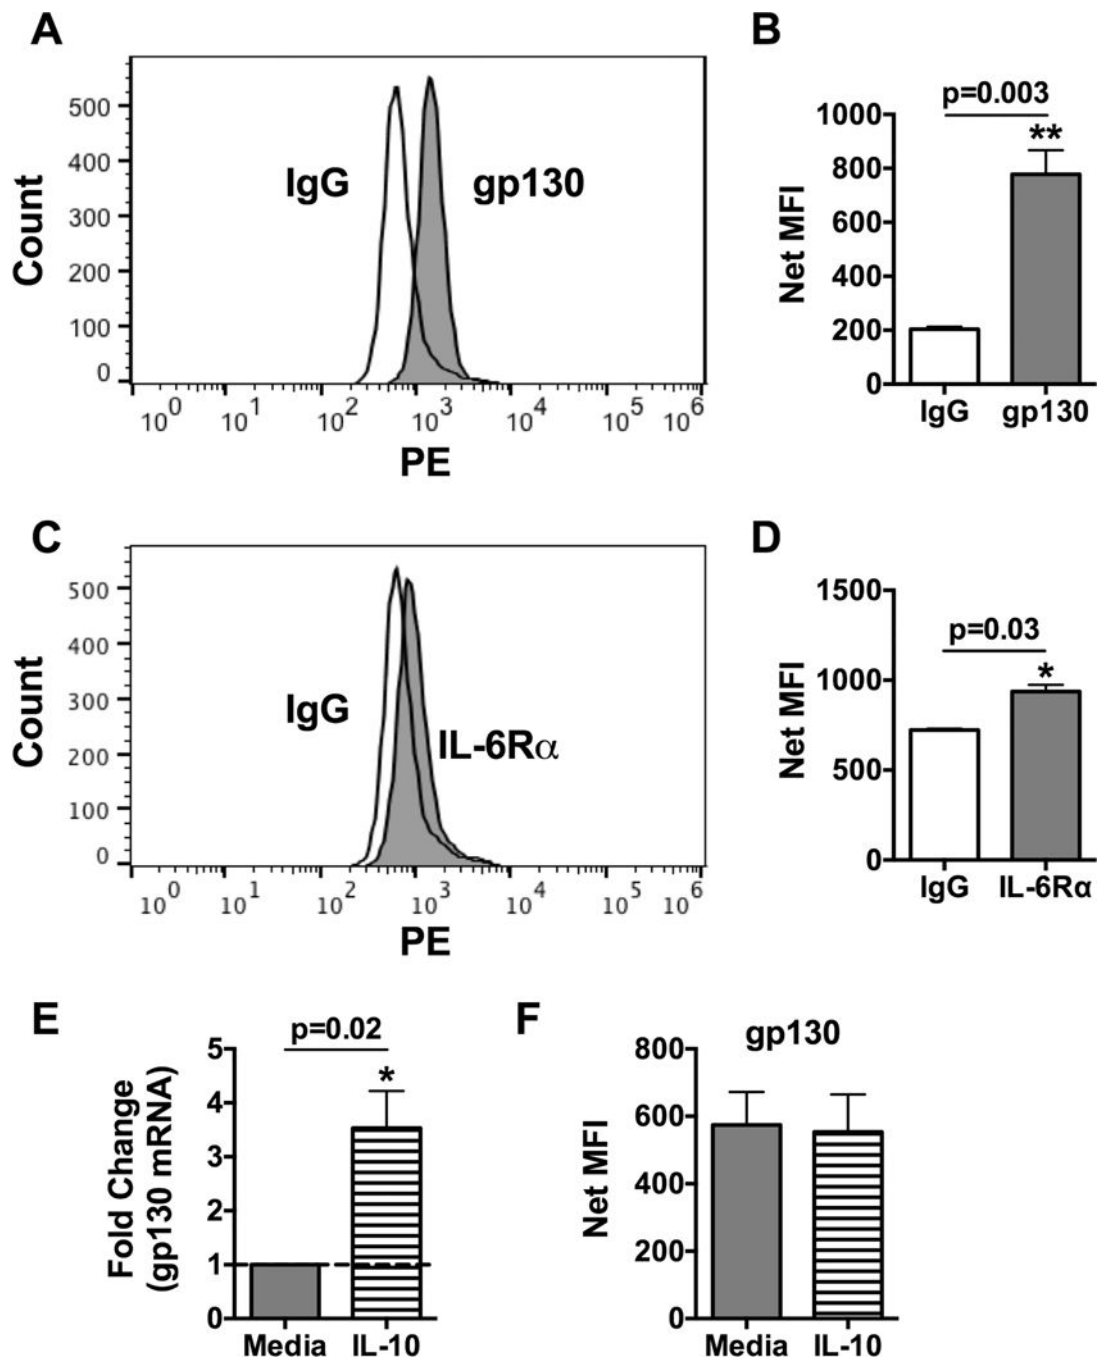 A
500
400
300
200
100
0
Count
IgG
gp130
10^0 10^1 10^2 10^3 10^4 10^5 10^6
PE
B
p=0.003
**
1000
800
600
400
200
0
Net MFI
IgG gp130
C
500
400
300
200
100
0
Count
IgG
IL-6Rα
10^0 10^1 10^2 10^3 10^4 10^5 10^6
PE
D
1500
1000
500
0
p=0.03
*
Net MFI
IgG IL-6Rα
E
p=0.02
*
5
4
3
2
1
0
Fold Change
(gp130 mRNA)
Media IL-10
F
gp130
800
600
400
200
0
Net MFI
Media IL-10